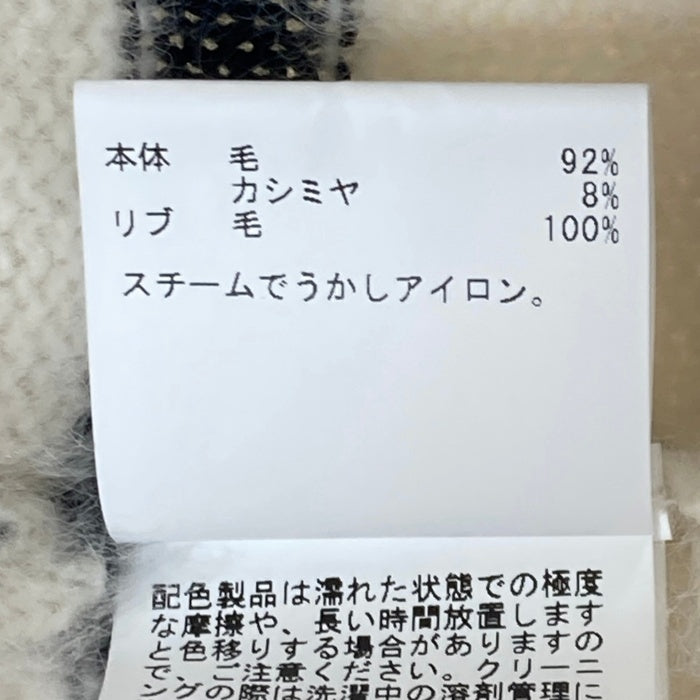 本体 毛 92%
カシミヤ 8%
リブ 毛 100%
スチームでうかしアイロン。
配色製品は濡れた状態での極度
な摩擦や、長い時間放置します
と色移りする場合がありますの
で、ご注意ください。クリーニ
ングの際は洗濯中の溶剤管理に